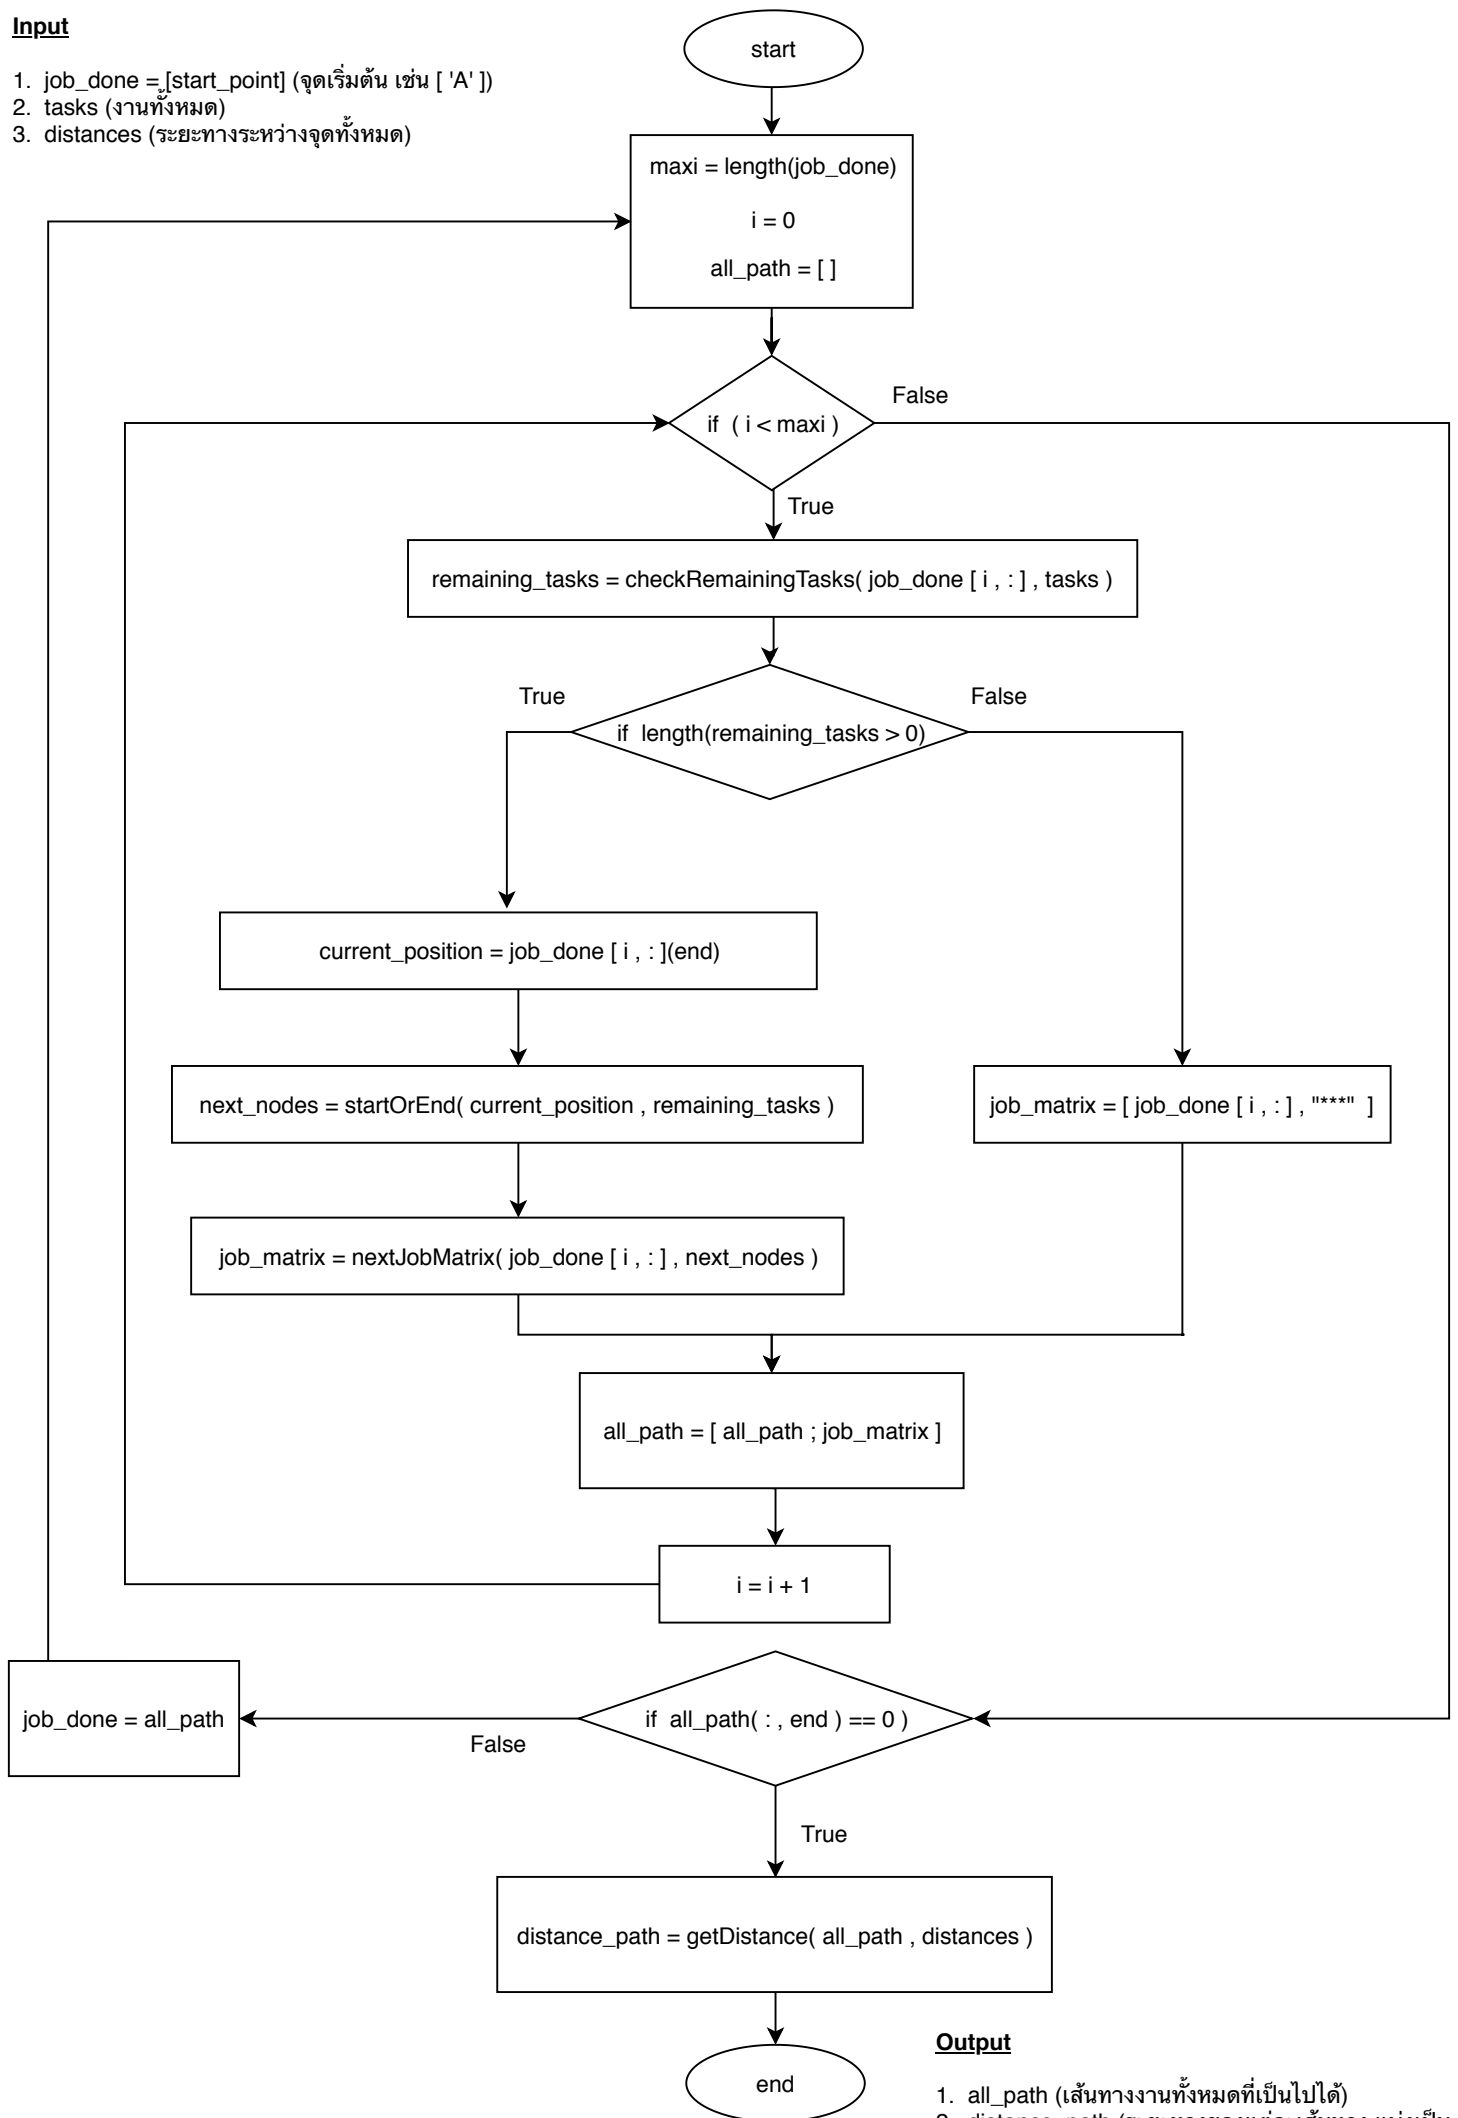 Input
1. job_done = [start_point] (จุดเริ่มต้น เช่น [ 'A' ])
2. tasks (งานทั้งหมด)
3. distances (ระยะทางระหว่างจุดทั้งหมด)
start
maxi = length(job_done)
i = 0
all_path = [ ]
if ( i < maxi )
False
True
remaining_tasks = checkRemainingTasks( job_done [ i , : ] , tasks )
True
False
if length(remaining_tasks > 0)
current_position = job_done [ i , : ](end)
next_nodes = startOrEnd( current_position , remaining_tasks )
job_matrix = [ job_done [ i , : ] , "***" ]
job_matrix = nextJobMatrix( job_done [ i , : ] , next_nodes )
all_path = [ all_path ; job_matrix ]
i = i + 1
job_done = all_path
if all_path( : , end ) == 0 )
False
True
distance_path = getDistance( all_path , distances )
end
Output
1. all_path (เส้นทางงานทั้งหมดที่เป็นไปได้)